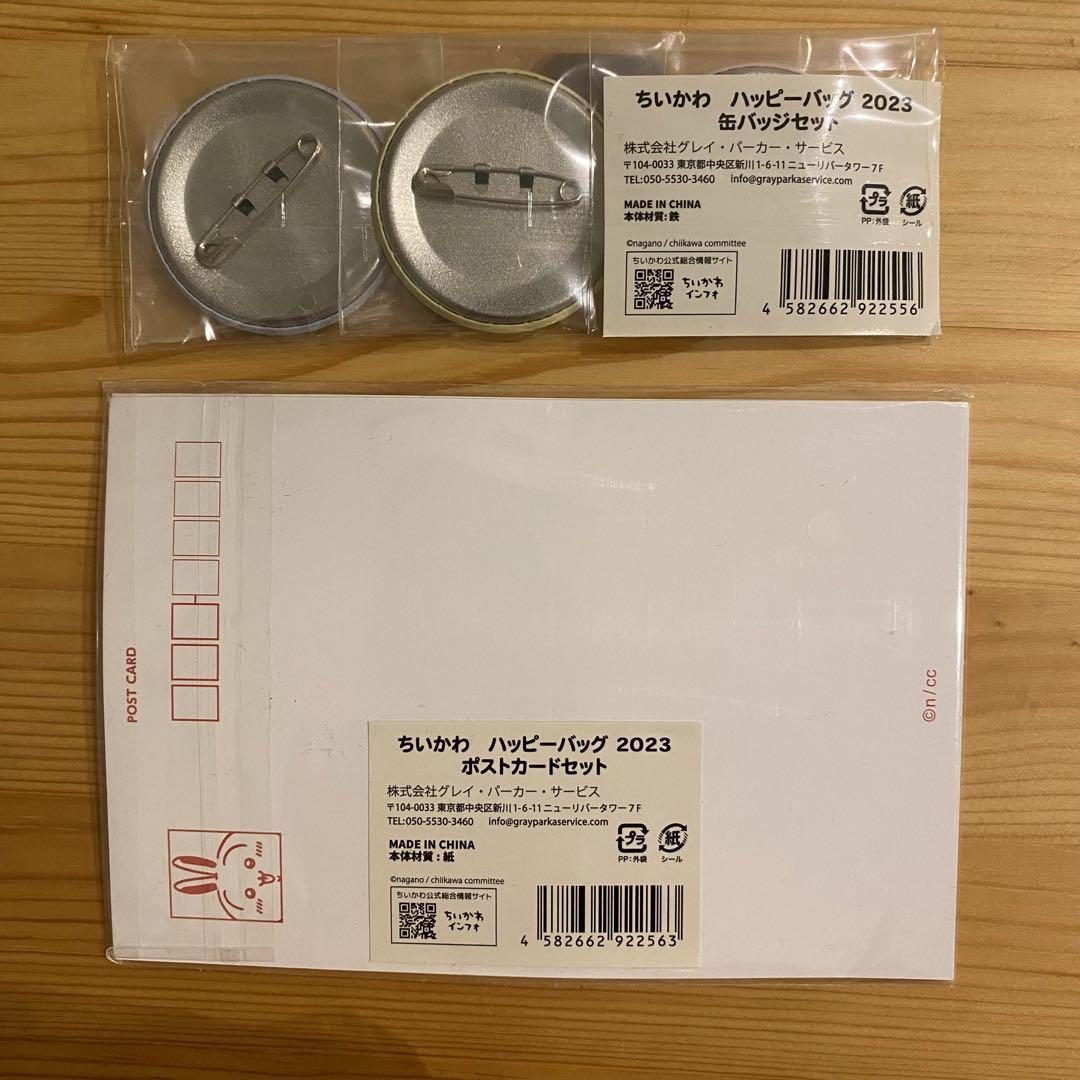 ちいかわ ハッピーバッグ 2023
缶バッジセット
株式会社グレイ・パーカー・サービス
〒104-0033 東京都中央区新川1-6-11 ニューリバータワー7F
TEL:050-5530-3460 info@grayparkaservice.com
MADE IN CHINA
本体材質:鉄
プラ
PP:外袋
紙
シール
©nagano / chiikawa committee
ちいかわ公式総合情報サイト
ちいかわ
インフォ
4 582662 922556
POST CARD
©n/cc
ちいかわ ハッピーバッグ 2023
ポストカードセット
株式会社グレイ・パーカー・サービス
〒104-0033 東京都中央区新川1-6-11 ニューリバータワー7F
TEL:050-5530-3460 info@grayparkaservice.com
MADE IN CHINA
本体材質:紙
プラ
PP:外袋
紙
シール
©nagano / chiikawa committee
ちいかわ公式総合情報サイト
ちいかわ
インフォ
4 582662 922563